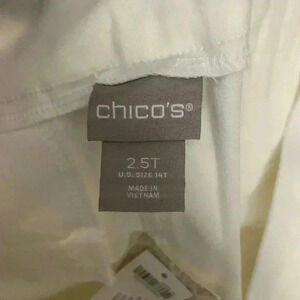 chico's®
2.5T
U.S. SIZE 14T
MADE IN
VIETNAM